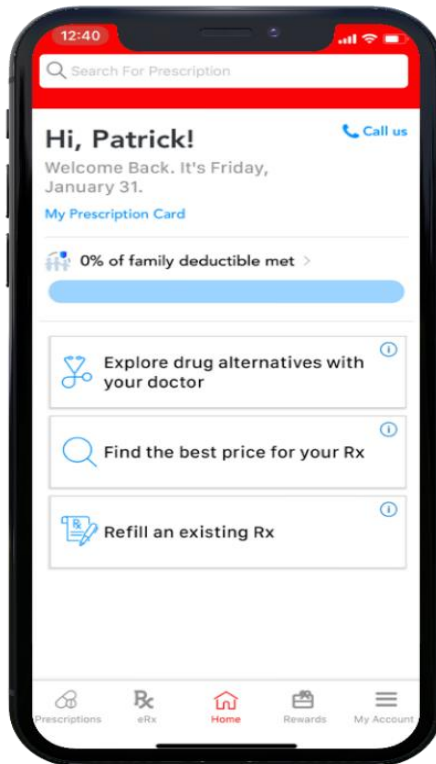 12:40
Search For Prescription
Hi, Patrick!
Call us
Welcome Back. It's Friday,
January 31.
My Prescription Card
0% of family deductible met >
Explore drug alternatives with
your doctor
Find the best price for your Rx
Refill an existing Rx
Prescriptions eRx Home Rewards My Account